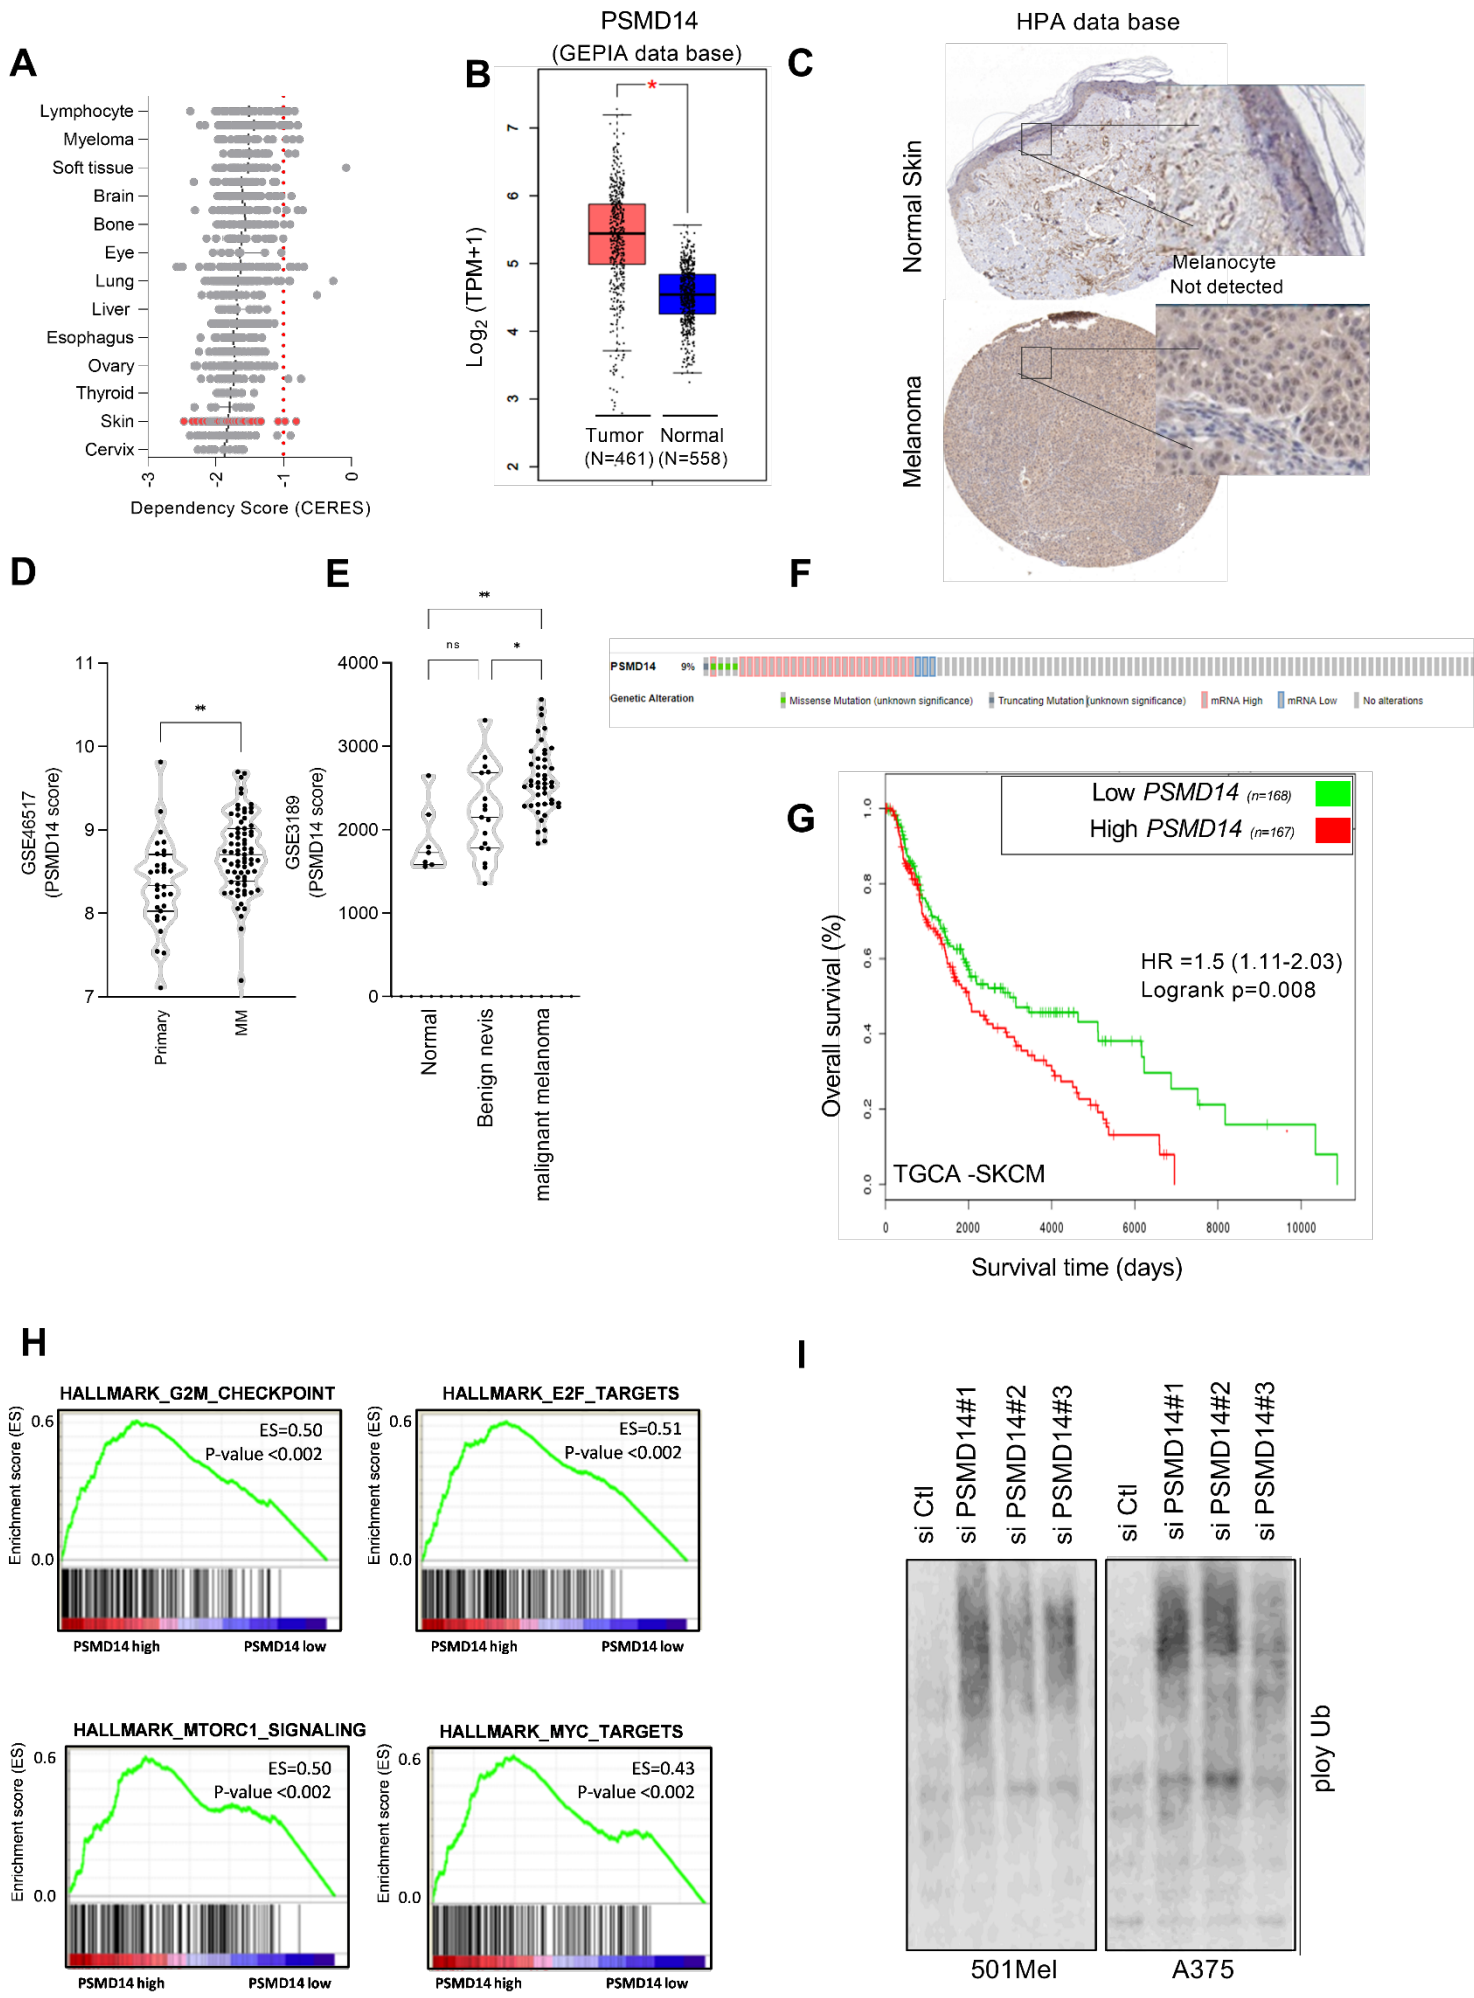 A
Lymphocyte
Myeloma
Soft tissue
Brain
Bone
Eye
Lung
Liver
Esophagus
Ovary
Thyroid
Skin
Cervix
-3
-2
-1
0
Dependency Score (CERES)
PSMD14
(GEPIA data base)
B
Log2 (TPM+1)
7
6
5
4
3
2
*
Tumor Normal
(N=461) (N=558)
HPA data base
C
Normal Skin
Melanocyte
Not detected
Melanoma
D
GSE46517
(PSMD14 score)
11
10
9
8
7
**
Primary
MM
E
GSE3189
(PSMD14 score)
4000
3000
2000
1000
0
**
ns
*
Normal
Benign nevis
malignant melanoma
F
PSMD14 9%
Genetic Alteration Missense Mutation (unknown significance) Truncating Mutation (unknown significance) mRNA High mRNA Low No alterations
G
Low PSMD14 (n=168)
High PSMD14 (n=167)
HR =1.5 (1.11-2.03)
Logrank p=0.008
TGCA -SKCM
Overall survival (%)
1.0
0.8
0.6
0.4
0.2
0.0
0 2000 4000 6000 8000 10000
Survival time (days)
H
HALLMARK_G2M_CHECKPOINT
Enrichment score (ES)
0.6
0.0
ES=0.50
P-value <0.002
PSMD14 high PSMD14 low
HALLMARK_E2F_TARGETS
Enrichment score (ES)
0.6
0.0
ES=0.51
P-value <0.002
PSMD14 high PSMD14 low
HALLMARK_MTORC1_SIGNALING
Enrichment score (ES)
0.6
0.0
ES=0.50
P-value <0.002
PSMD14 high PSMD14 low
HALLMARK_MYC_TARGETS
Enrichment score (ES)
0.6
0.0
ES=0.43
P-value <0.002
PSMD14 high PSMD14 low
I
si Ctl
si PSMD14#1
si PSMD14#2
si PSMD14#3
si Ctl
si PSMD14#1
si PSMD14#2
si PSMD14#3
ploy Ub
501Mel
A375